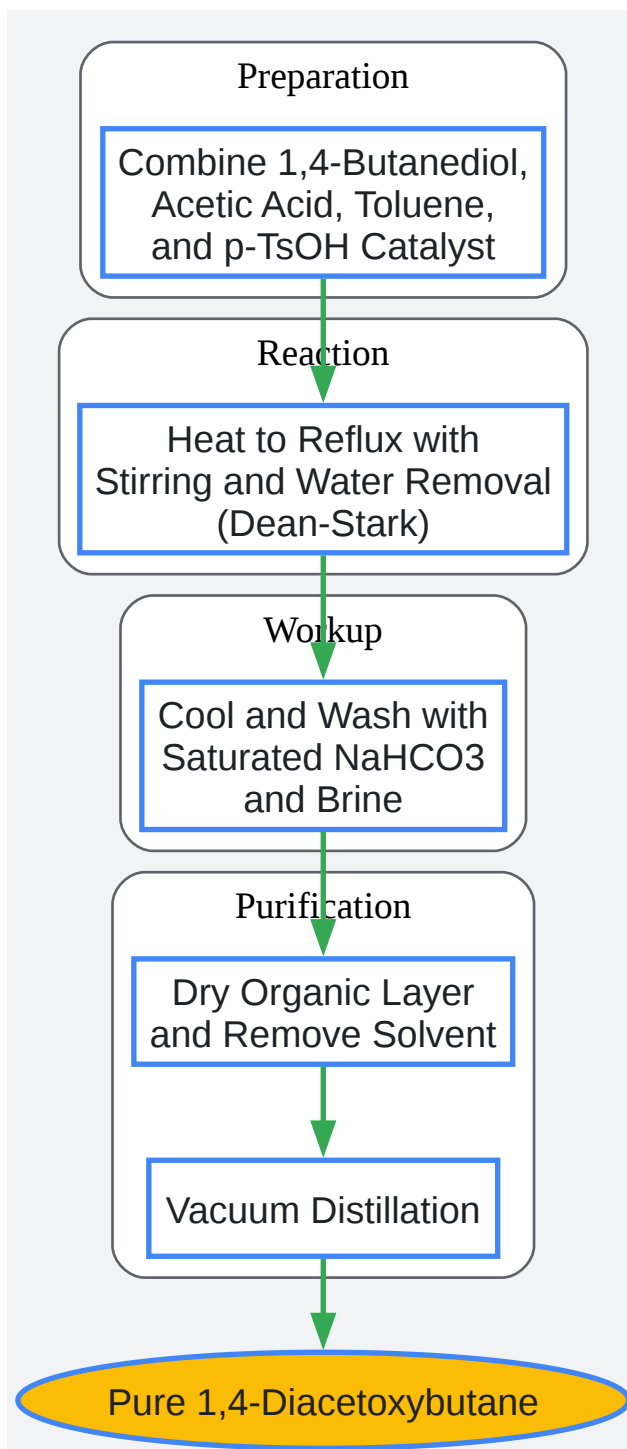 Preparation
Combine 1,4-Butanediol,
Acetic Acid, Toluene,
and p-TsOH Catalyst
Reaction
Heat to Reflux with
Stirring and Water Removal
(Dean-Stark)
Workup
Cool and Wash with
Saturated NaHCO3
and Brine
Purification
Dry Organic Layer
and Remove Solvent
Vacuum Distillation
Pure 1,4-Diacetoxybutane